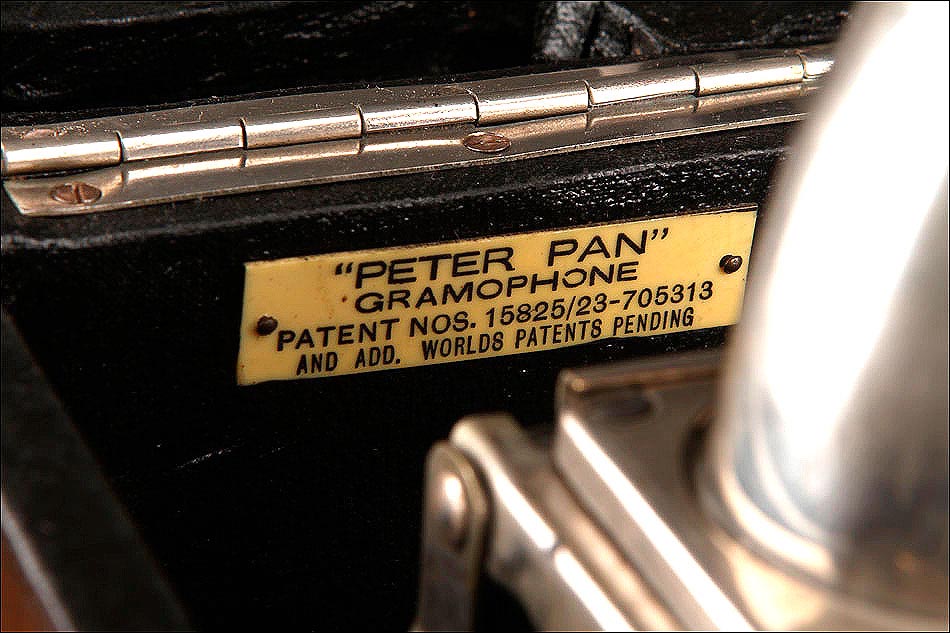 "PETER PAN"
GRAMOPHONE
PATENT NOS. 15825/23-705313
AND ADD. WORLDS PATENTS PENDING